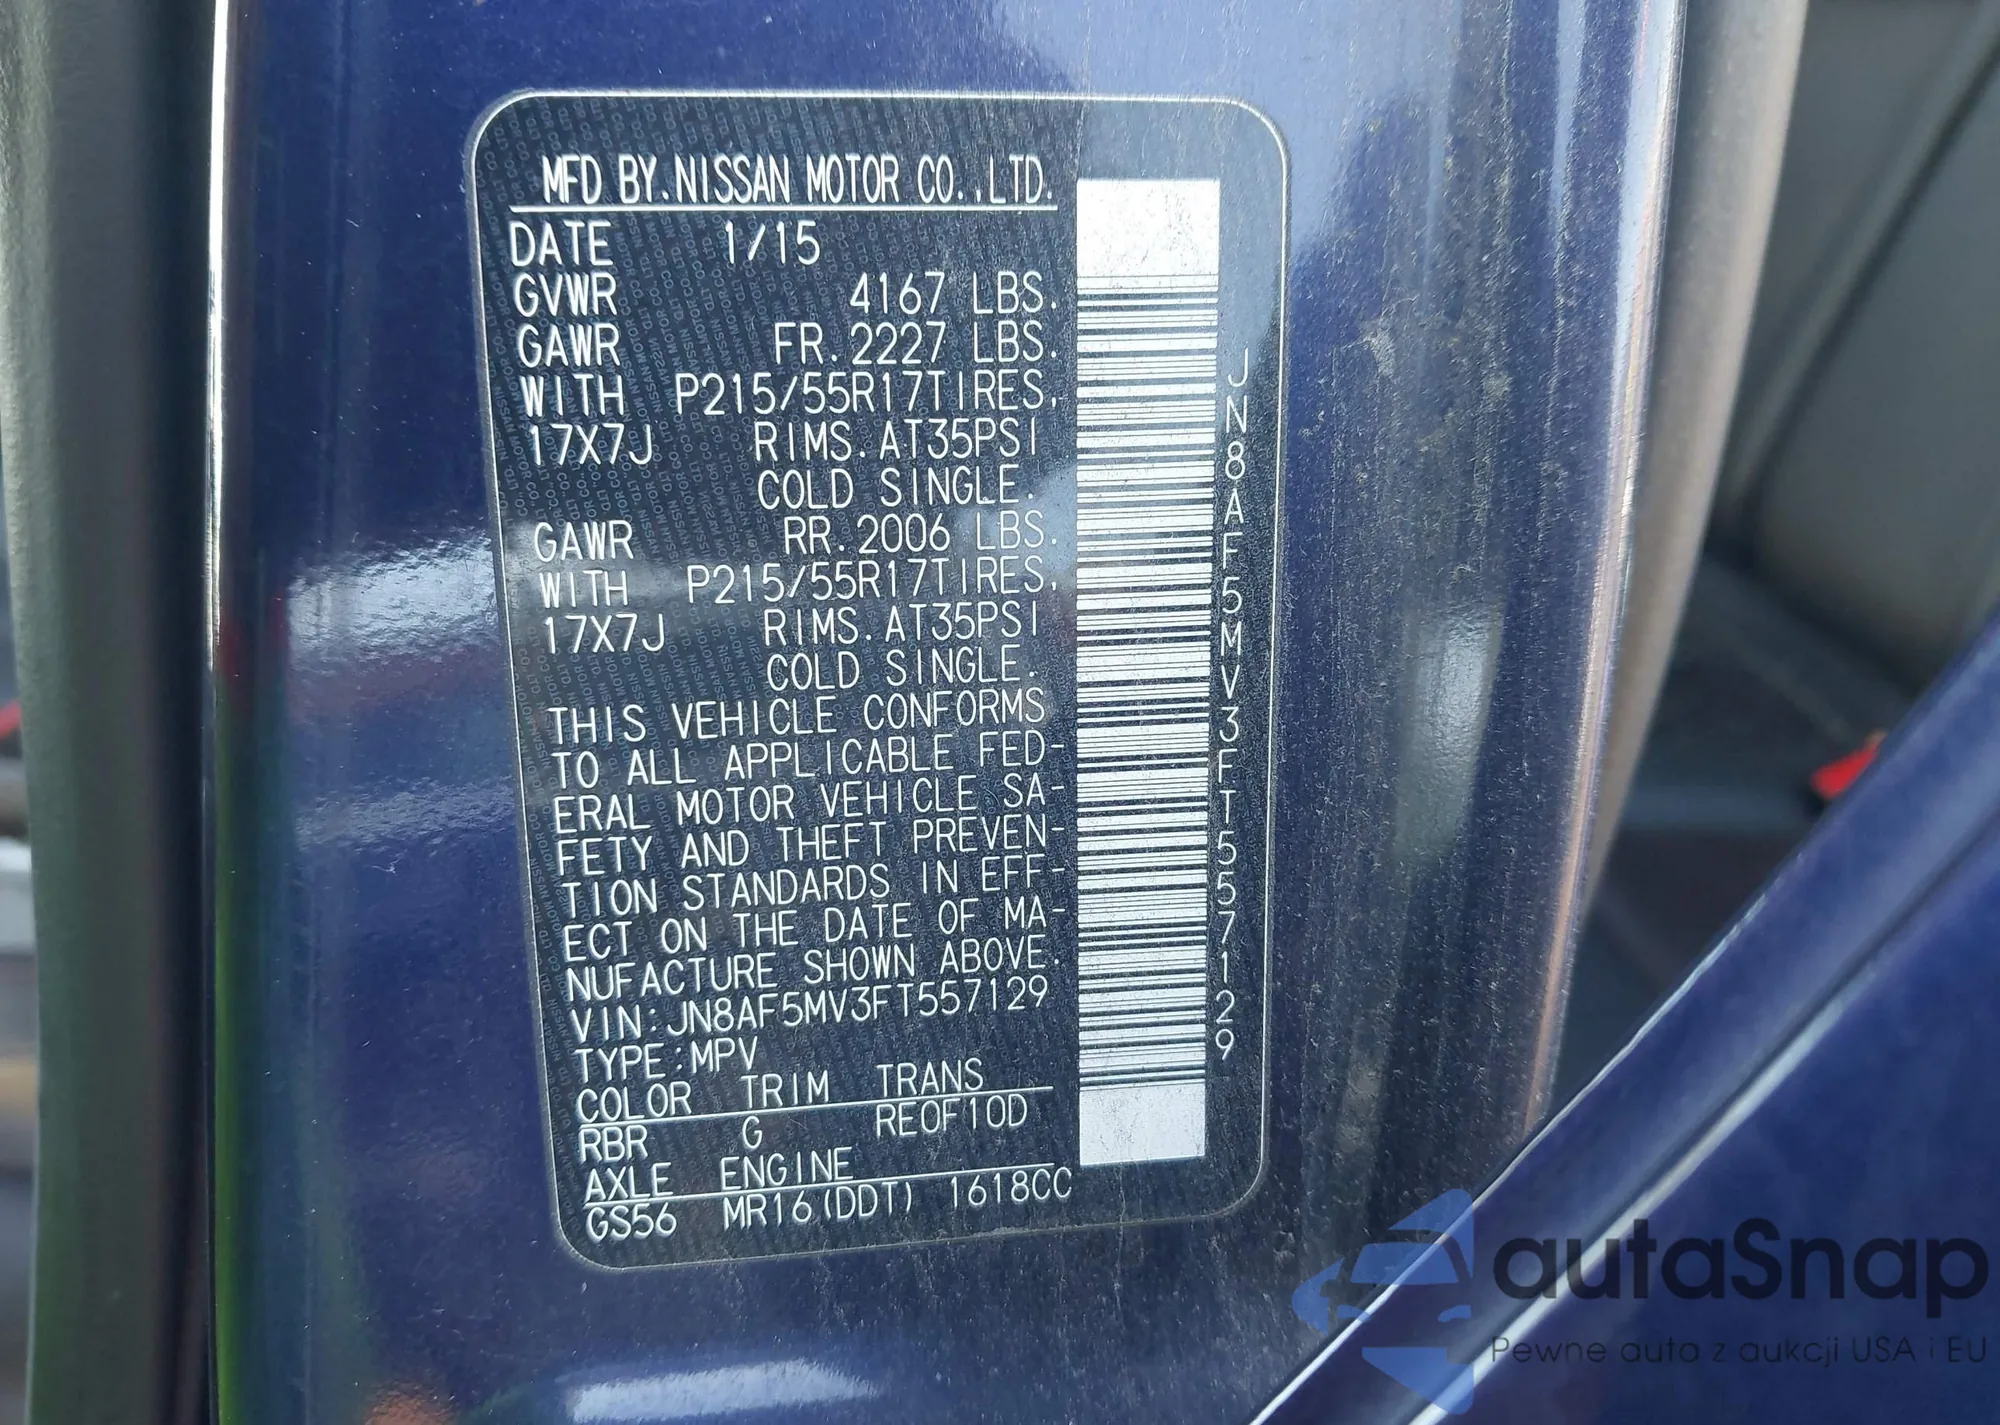 MFD BY.NISSAN MOTOR CO.,LTD.
DATE 1/15
GVWR 4167 LBS.
GAWR FR.2227 LBS.
WITH P215/55R17TIRES,
17X7J RIMS.AT35PSI
COLD SINGLE.
GAWR RR.2006 LBS.
WITH P215/55R17TIRES,
17X7J RIMS.AT35PSI
COLD SINGLE.
THIS VEHICLE CONFORMS
TO ALL APPLICABLE FED-
ERAL MOTOR VEHICLE SA-
FETY AND THEFT PREVEN-
TION STANDARDS IN EFF-
ECT ON THE DATE OF MA-
NUFACTURE SHOWN ABOVE.
VIN:JN8AF5MV3FT557129
TYPE:MPV
COLOR TRIM TRANS
RBR G RE0F10D
AXLE ENGINE
GS56 MR16(DDT) 1618CC
JN8AF5MV3FT557129
autaSnap
Pewne auta z aukcji USA i EU